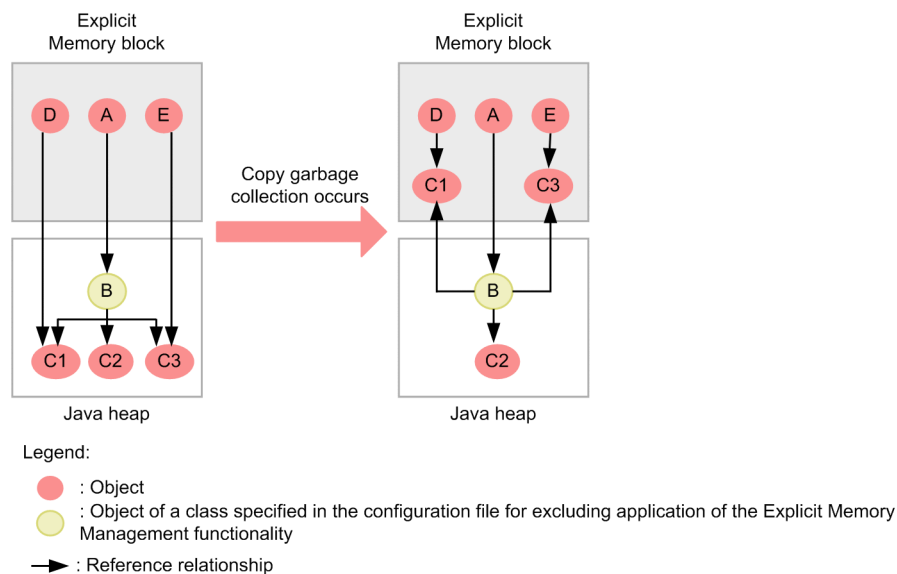 Explicit
Memory block
Explicit
Memory block
D
A
E
D
A
E
Copy garbage
collection occurs
C1
C3
B
B
C1
C2
C3
C2
Java heap
Java heap
Legend:
: Object
: Object of a class specified in the configuration file for excluding application of the Explicit Memory
Management functionality
: Reference relationship